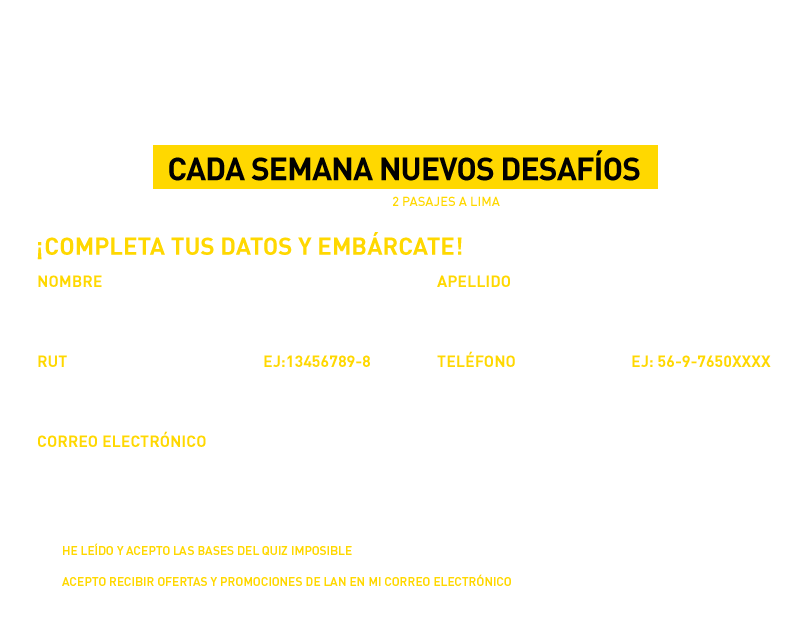 CADA SEMANA NUEVOS DESAFÍOS
2 PASAJES A LIMA
¡COMPLETA TUS DATOS Y EMBÁRCATE!
NOMBRE APELLIDO
RUT EJ:13456789-8 TELÉFONO EJ: 56-9-7650XXXX
CORREO ELECTRÓNICO
HE LEÍDO Y ACEPTO LAS BASES DEL QUIZ IMPOSIBLE
ACEPTO RECIBIR OFERTAS Y PROMOCIONES DE LAN EN MI CORREO ELECTRÓNICO